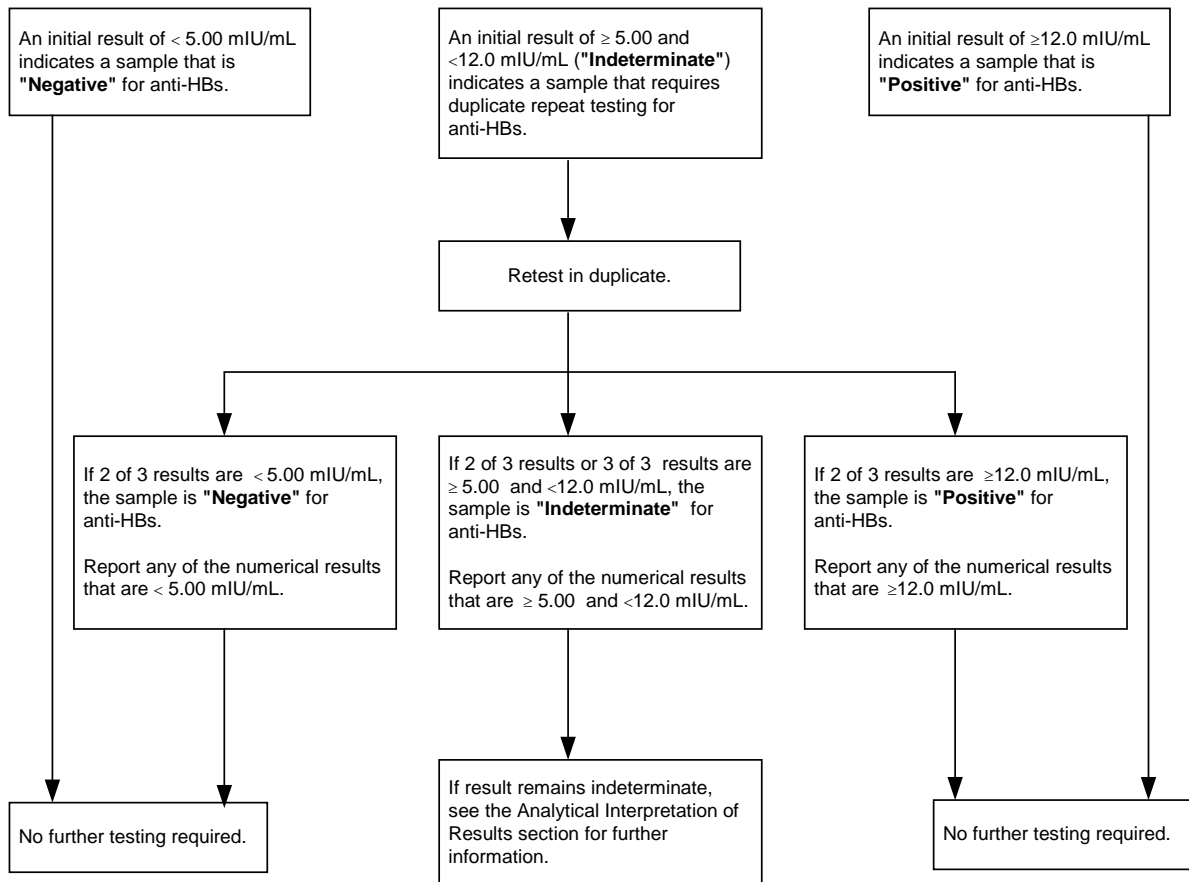 An initial result of < 5.00 mIU/mL
indicates a sample that is
"Negative" for anti-HBs.
An initial result of ≥ 5.00 and
<12.0 mIU/mL ("Indeterminate")
indicates a sample that requires
duplicate repeat testing for
anti-HBs.
An initial result of ≥12.0 mIU/mL
indicates a sample that is
"Positive" for anti-HBs.
Retest in duplicate.
If 2 of 3 results are < 5.00 mIU/mL,
the sample is "Negative" for
anti-HBs.
Report any of the numerical results
that are < 5.00 mIU/mL.
If 2 of 3 results or 3 of 3 results are
≥ 5.00 and <12.0 mIU/mL, the
sample is "Indeterminate" for
anti-HBs.
Report any of the numerical results
that are ≥ 5.00 and <12.0 mIU/mL.
If 2 of 3 results are ≥12.0 mIU/mL,
the sample is "Positive" for
anti-HBs.
Report any of the numerical results
that are ≥12.0 mIU/mL.
No further testing required.
If result remains indeterminate,
see the Analytical Interpretation of
Results section for further
information.
No further testing required.